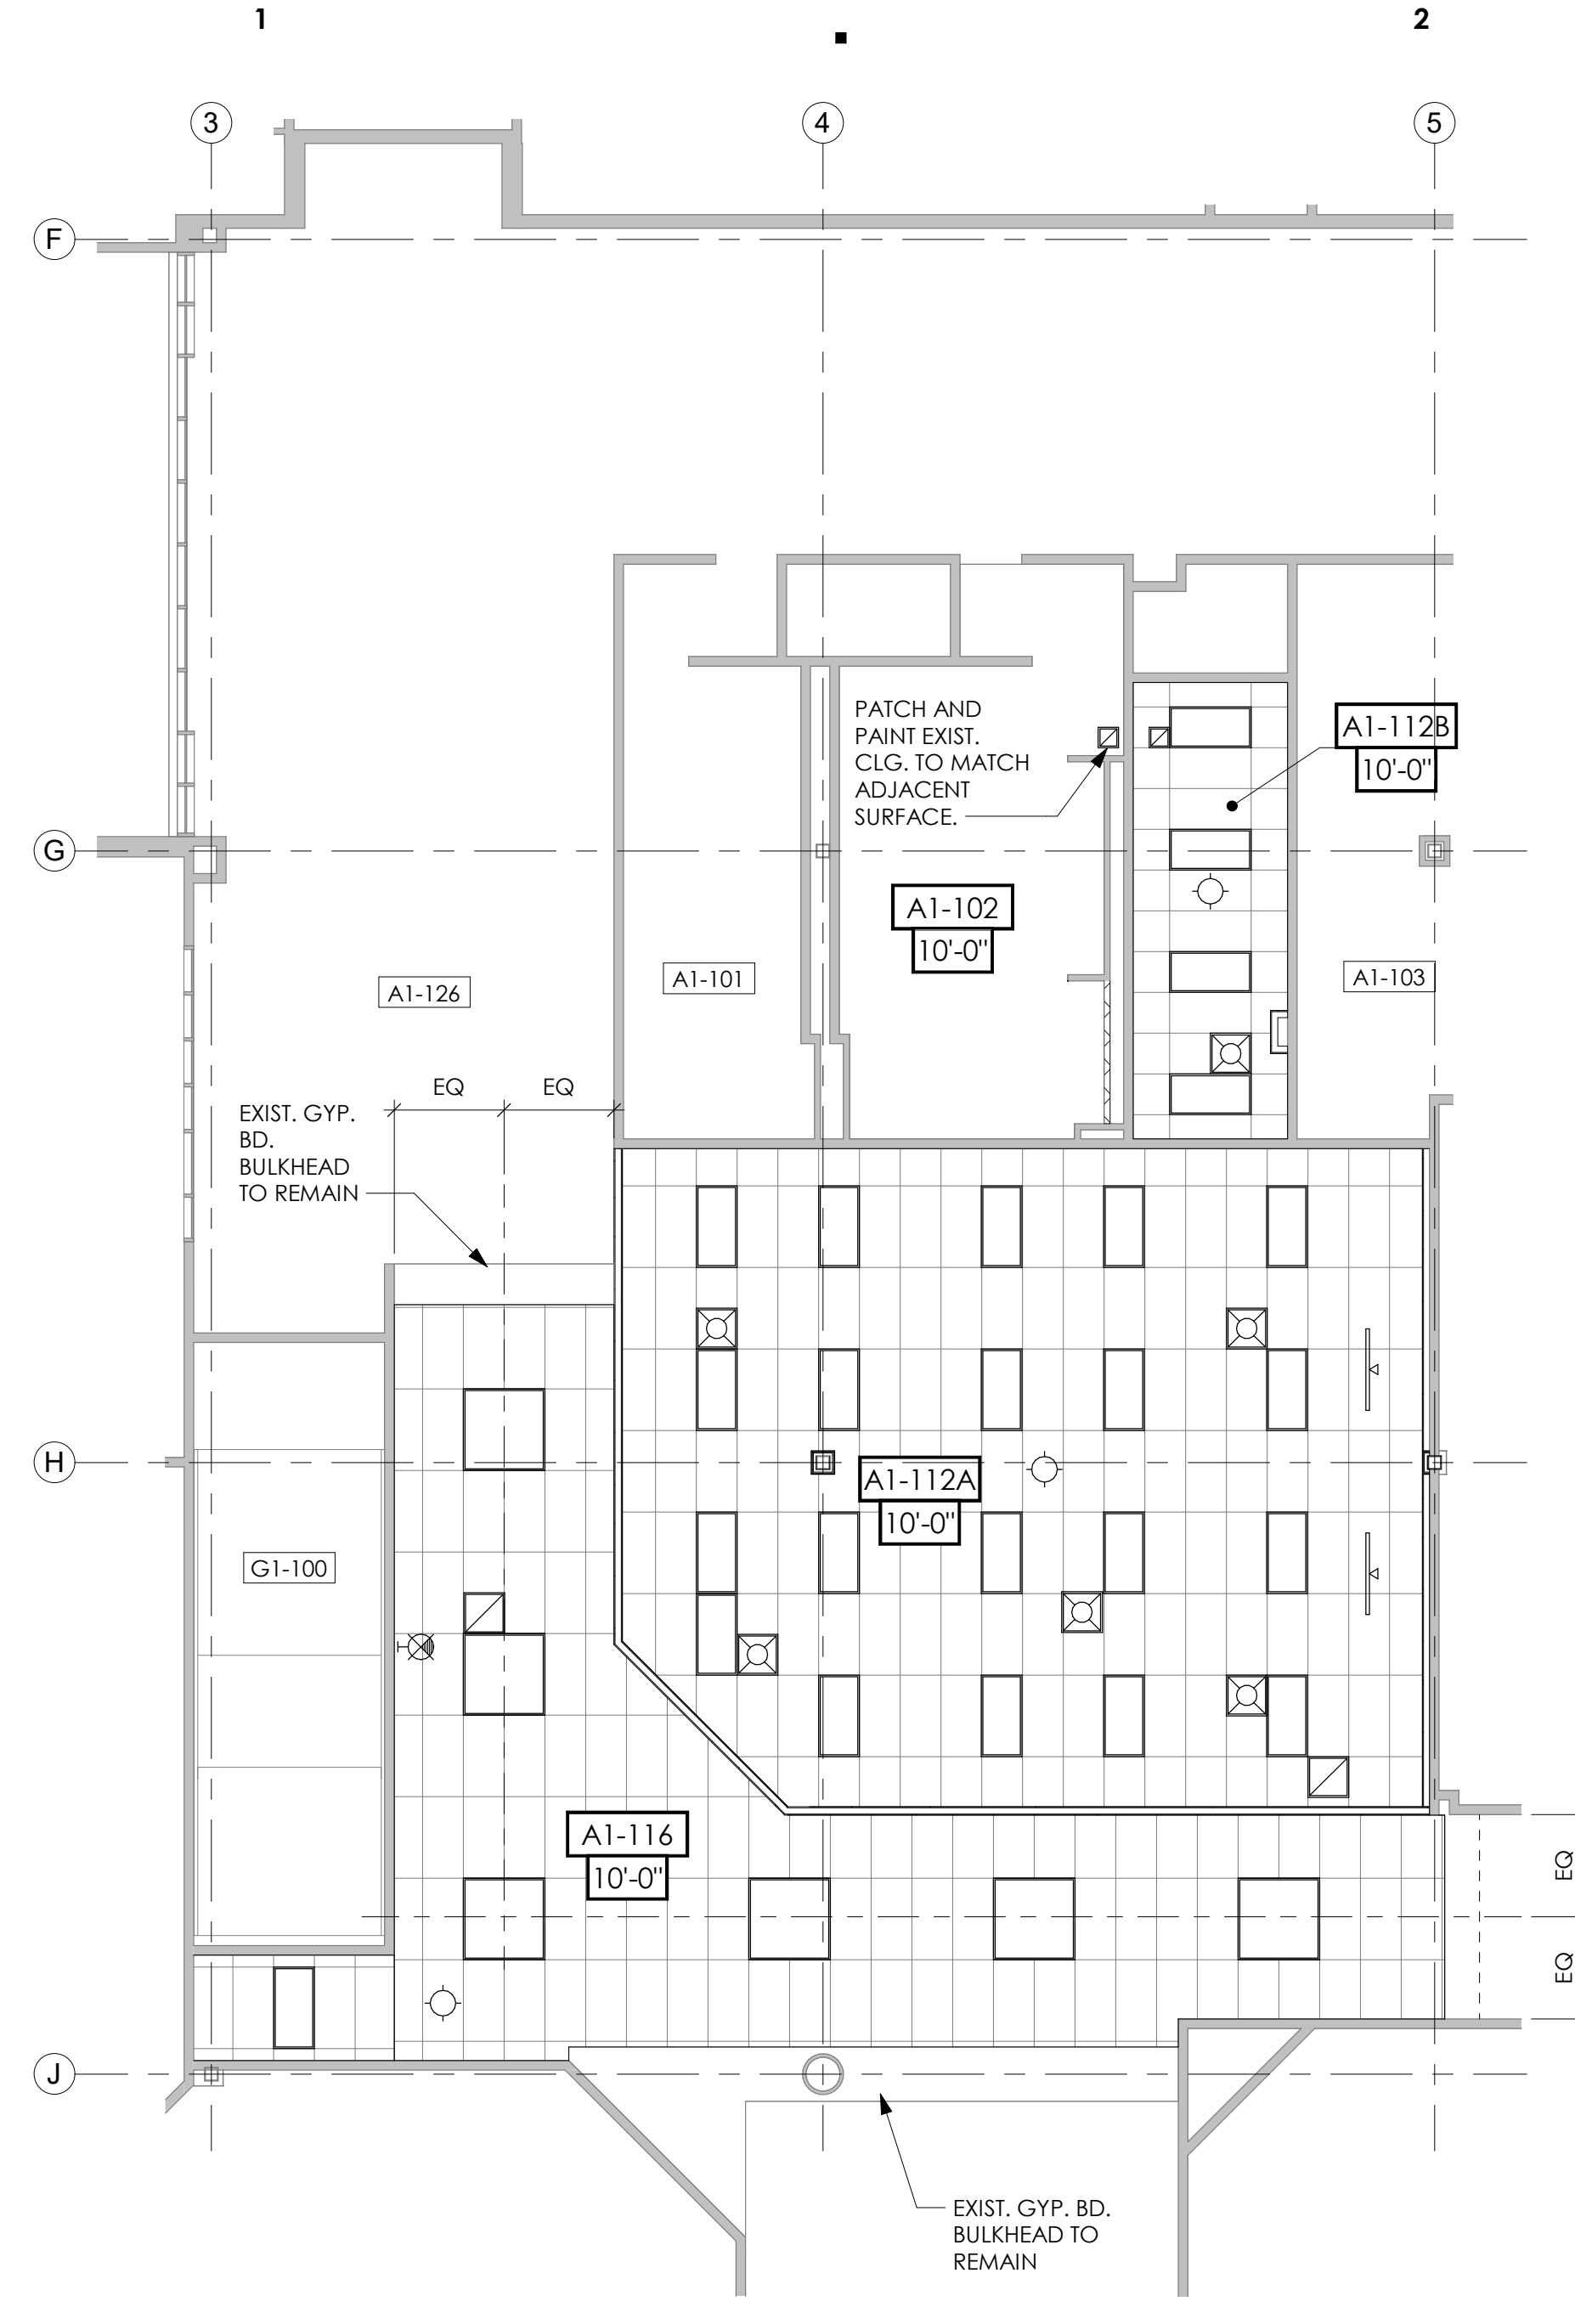 1
2
3
4
5
F
PATCH AND
PAINT EXIST.
CLG. TO MATCH
ADJACENT
SURFACE.
A1-112B
10'-0"
G
A1-102
10'-0"
A1-126
A1-101
A1-103
EQ
EQ
EXIST. GYP.
BD.
BULKHEAD
TO REMAIN
H
A1-112A
10'-0"
G1-100
A1-116
10'-0"
EQ
EQ
J
EXIST. GYP. BD.
BULKHEAD TO
REMAIN